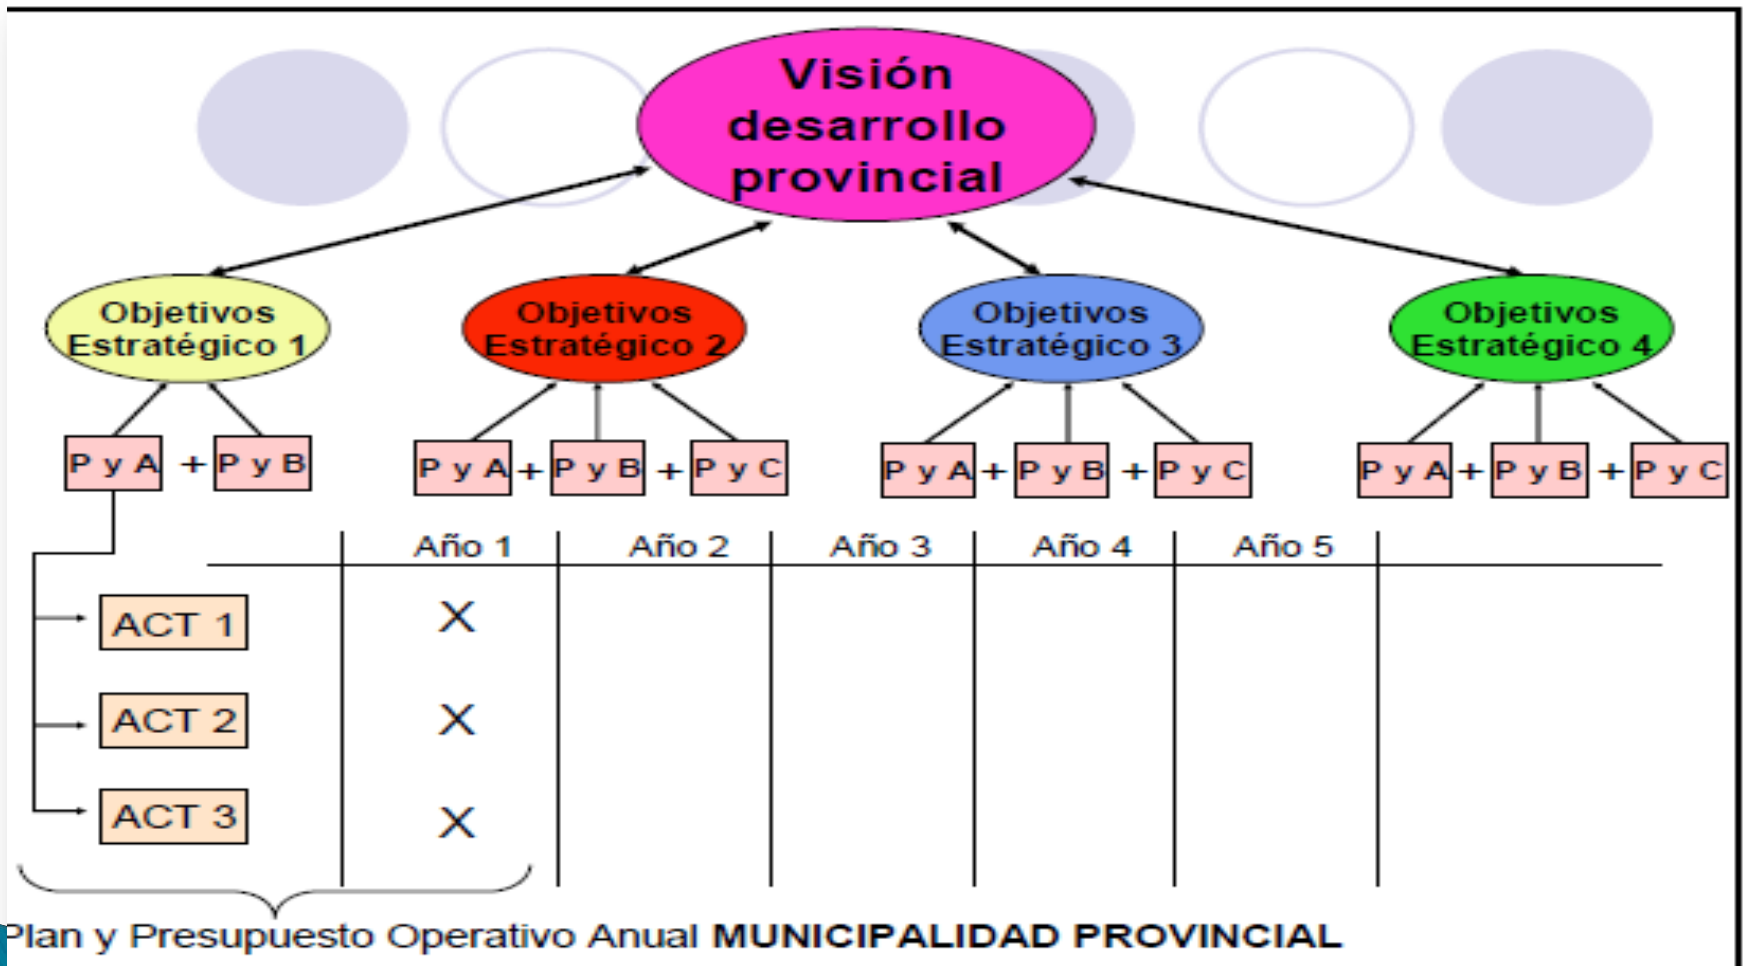 Visión
desarrollo
provincial
Objetivos
Estratégico 1
Objetivos
Estratégico 2
Objetivos
Estratégico 3
Objetivos
Estratégico 4
P y A + P y B
P y A + P y B + P y C
P y A + P y B + P y C
P y A + P y B + P y C
Año 1 Año 2 Año 3 Año 4 Año 5
ACT 1 X
ACT 2 X
ACT 3 X
Plan y Presupuesto Operativo Anual MUNICIPALIDAD PROVINCIAL